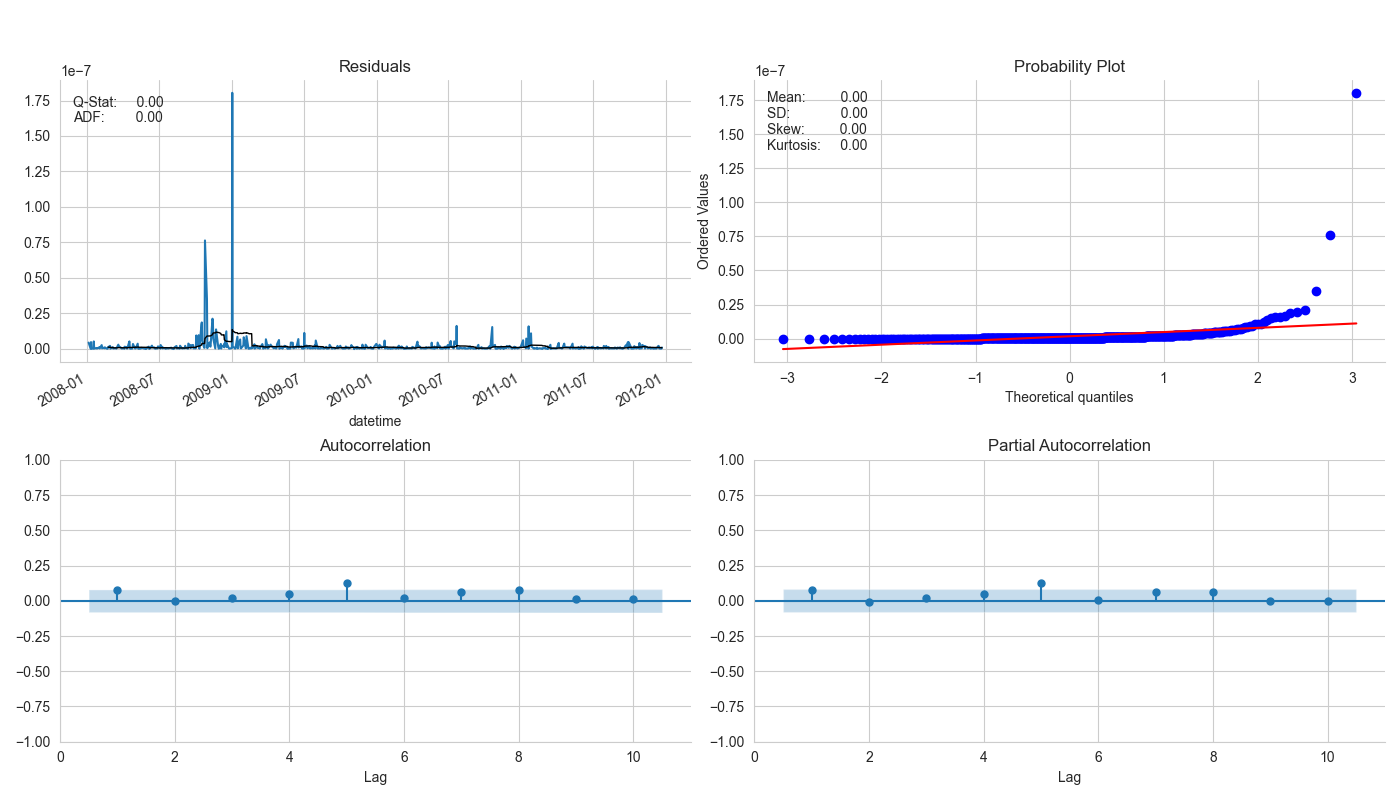 Residuals
1e−7
Q-Stat: 0.00
ADF: 0.00
1.75
1.50
1.25
1.00
0.75
0.50
0.25
0.00
2008-01
2008-07
2009-01
2009-07
2010-01
2010-07
2011-01
2011-07
2012-01
datetime
Probability Plot
1e−7
Mean: 0.00
SD: 0.00
Skew: 0.00
Kurtosis: 0.00
1.75
1.50
1.25
1.00
0.75
0.50
0.25
0.00
Ordered Values
−3 −2 −1 0 1 2 3
Theoretical quantiles
Autocorrelation
1.00
0.75
0.50
0.25
0.00
−0.25
−0.50
−0.75
−1.00
0 2 4 6 8 10
Lag
Partial Autocorrelation
1.00
0.75
0.50
0.25
0.00
−0.25
−0.50
−0.75
−1.00
0 2 4 6 8 10
Lag